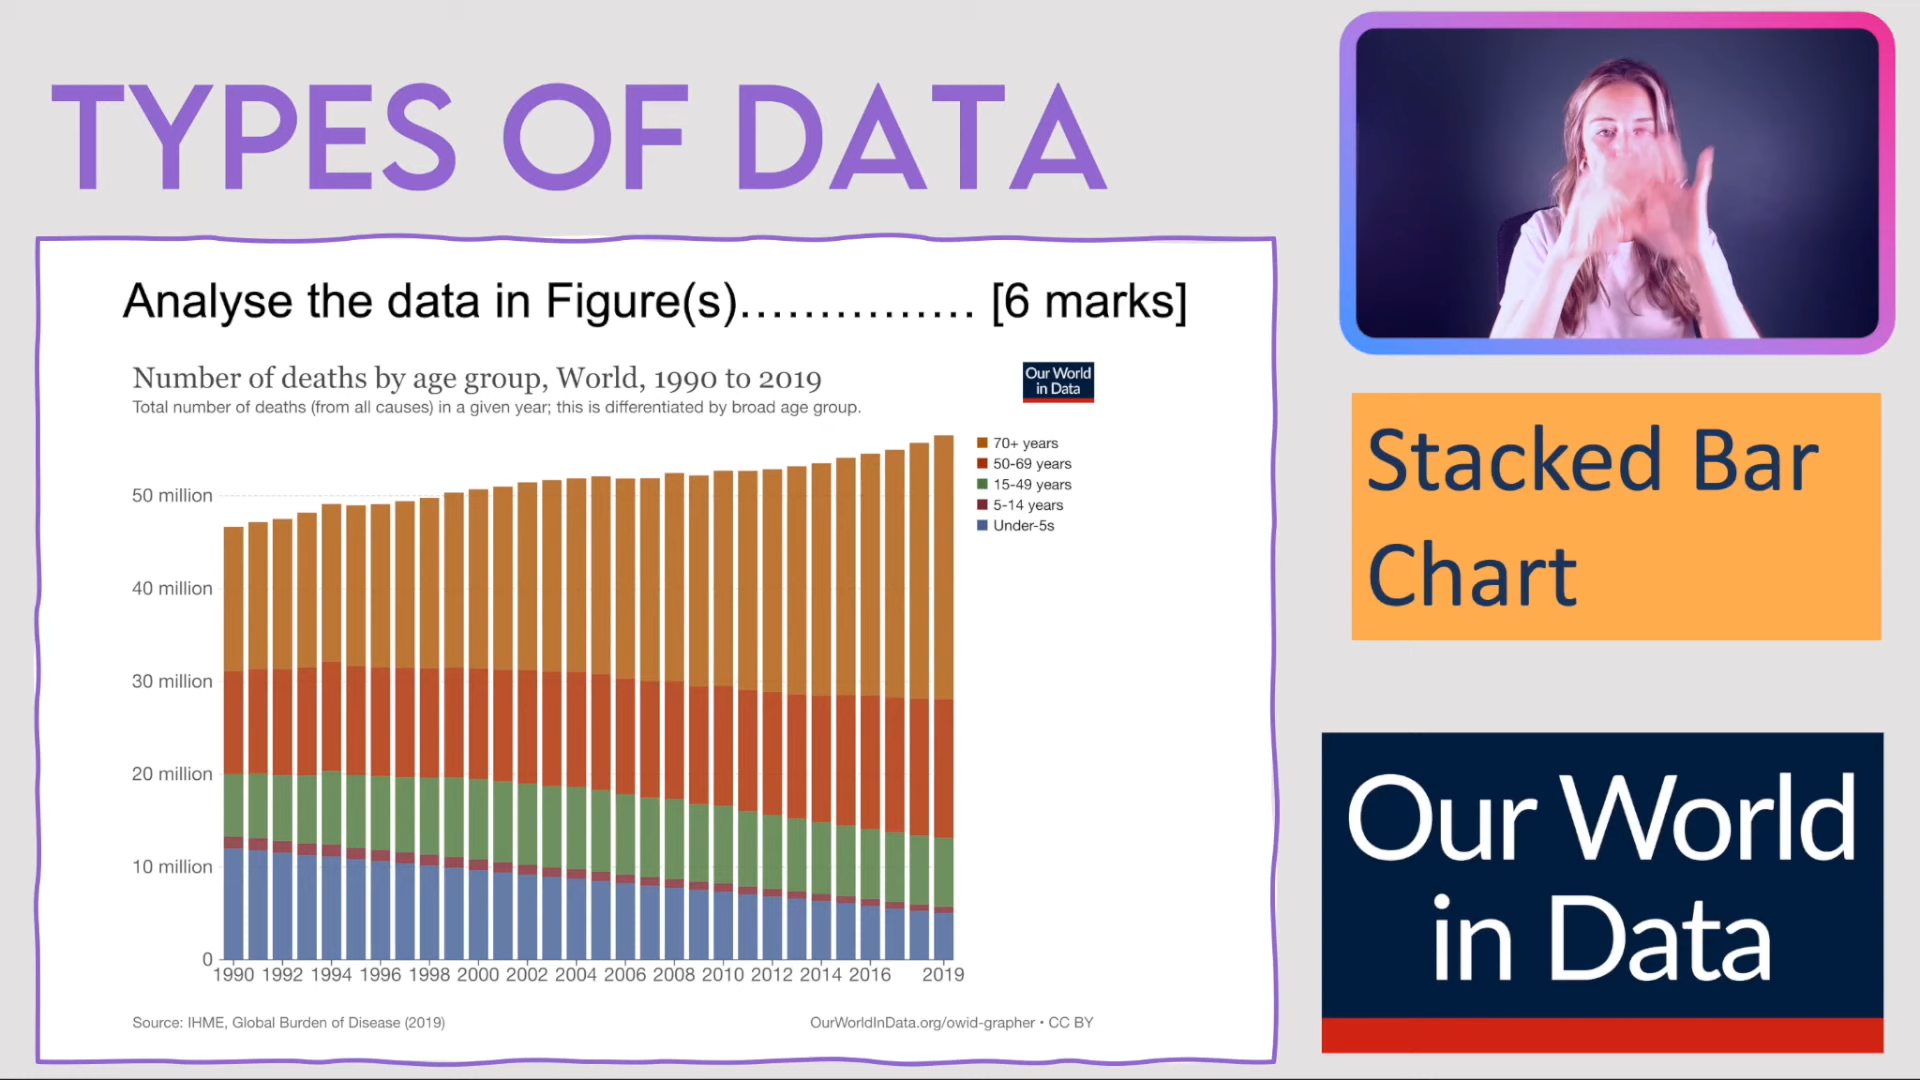 TYPES OF DATA
Analyse the data in Figure(s)............... [6 marks]
Number of deaths by age group, World, 1990 to 2019
Total number of deaths (from all causes) in a given year; this is differentiated by broad age group.
Our World
in Data
70+ years
50-69 years
15-49 years
5-14 years
Under-5s
50 million
40 million
30 million
20 million
10 million
0
1990 1992 1994 1996 1998 2000 2002 2004 2006 2008 2010 2012 2014 2016 2019
Source: IHME, Global Burden of Disease (2019)
OurWorldInData.org/owid-grapher • CC BY
Stacked Bar
Chart
Our World
in Data